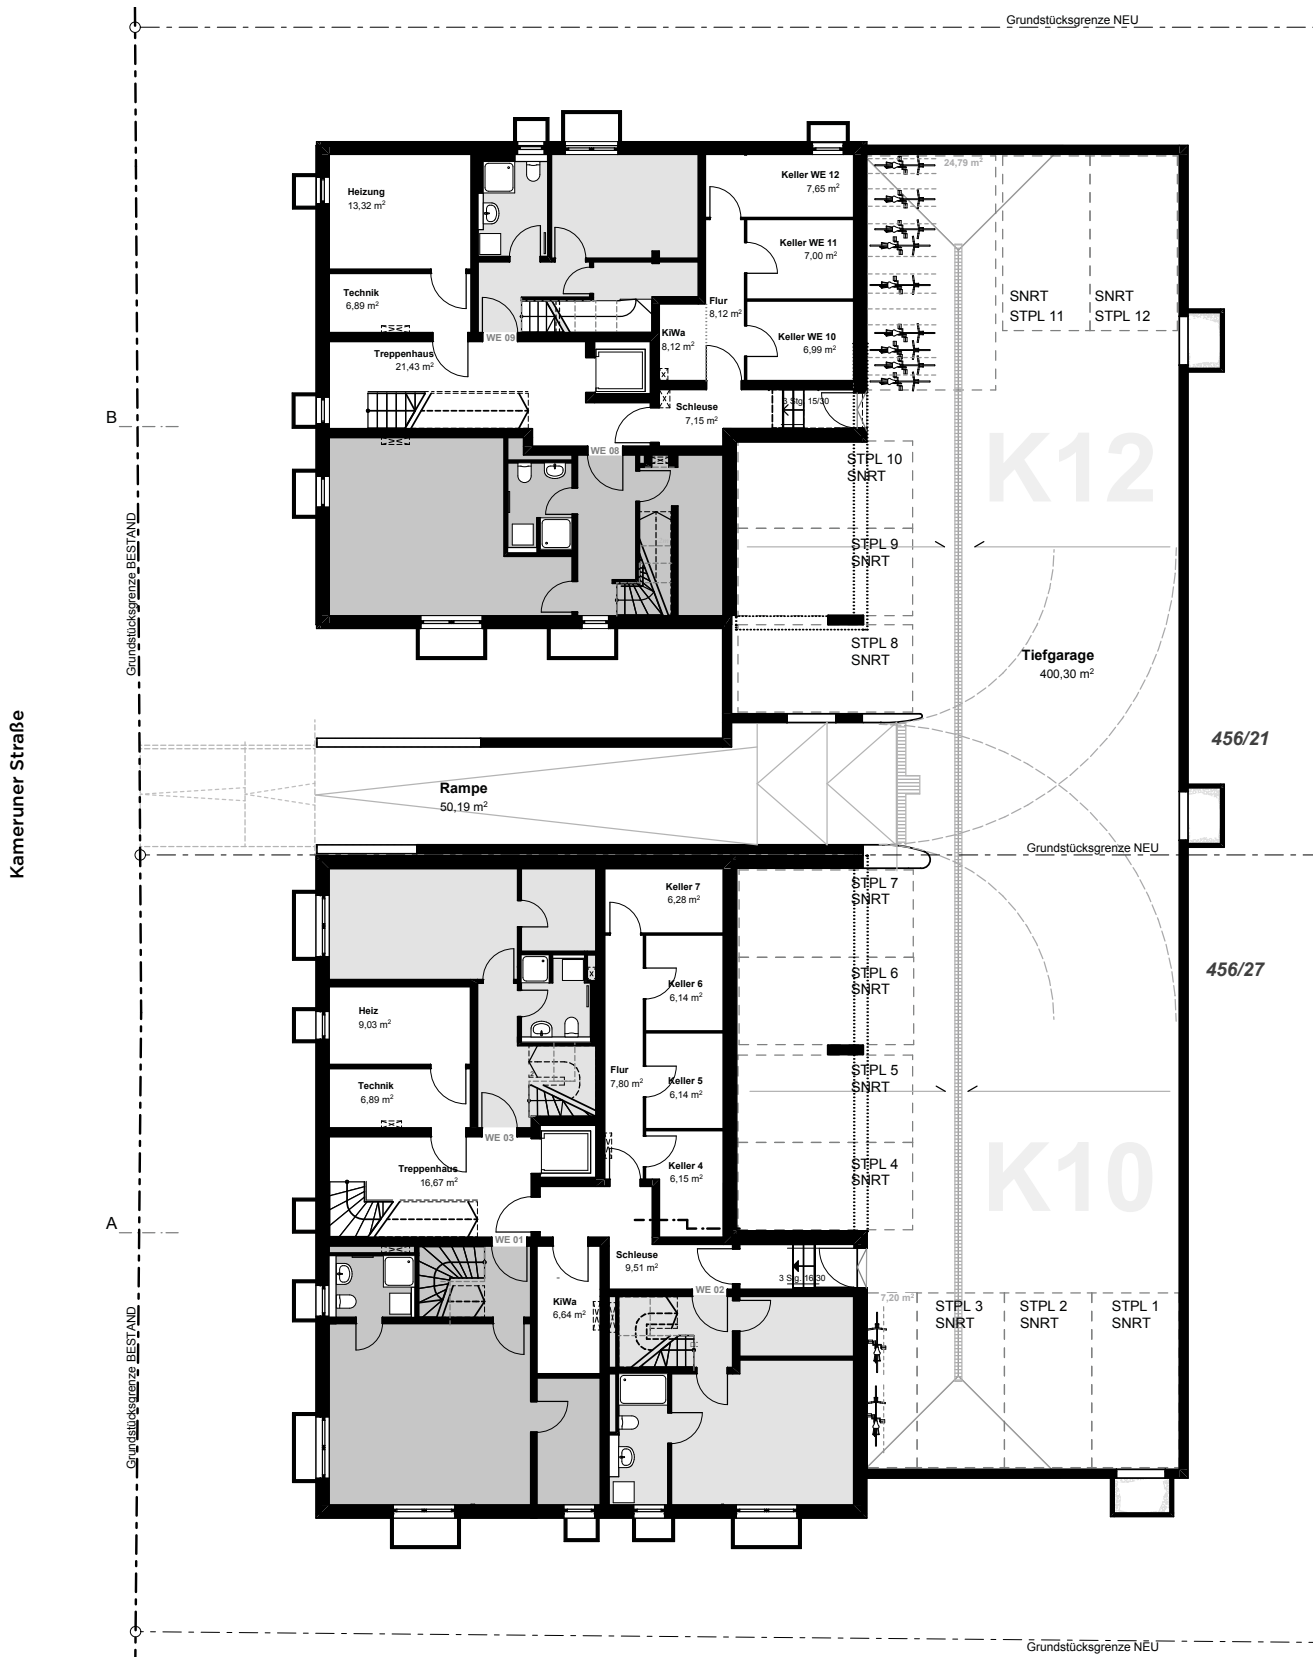 Grundstücksgrenze NEU
24,79 m²
Heizung
13,32 m²
Keller WE 12
7,65 m²
Keller WE 11
7,00 m²
Technik
6,89 m²
Flur
8,12 m²
SNRT
STPL 11
SNRT
STPL 12
WE 09
KiWa
8,12 m²
Keller WE 10
6,99 m²
Treppenhaus
21,43 m²
Schleuse
7,15 m²
3 Stg. 15/30
B
WE 08
STPL 10
SNRT
K12
Grundstücksgrenze BESTAND
STPL 9
SNRT
STPL 8
SNRT
Tiefgarage
400,30 m²
Kameruner Straße
456/21
Rampe
50,19 m²
Grundstücksgrenze NEU
STPL 7
SNRT
Keller 7
6,28 m²
456/27
STPL 6
SNRT
Keller 6
6,14 m²
Heiz
9,03 m²
Flur
7,80 m²
STPL 5
SNRT
Keller 5
6,14 m²
Technik
6,89 m²
WE 03
Treppenhaus
16,67 m²
Keller 4
6,15 m²
STPL 4
SNRT
K10
A
WE 01
Schleuse
9,51 m²
3 Stg. 16/30
WE 02
KiWa
6,64 m²
7,20 m²
STPL 3
SNRT
STPL 2
SNRT
STPL 1
SNRT
Grundstücksgrenze BESTAND
Grundstücksgrenze NEU